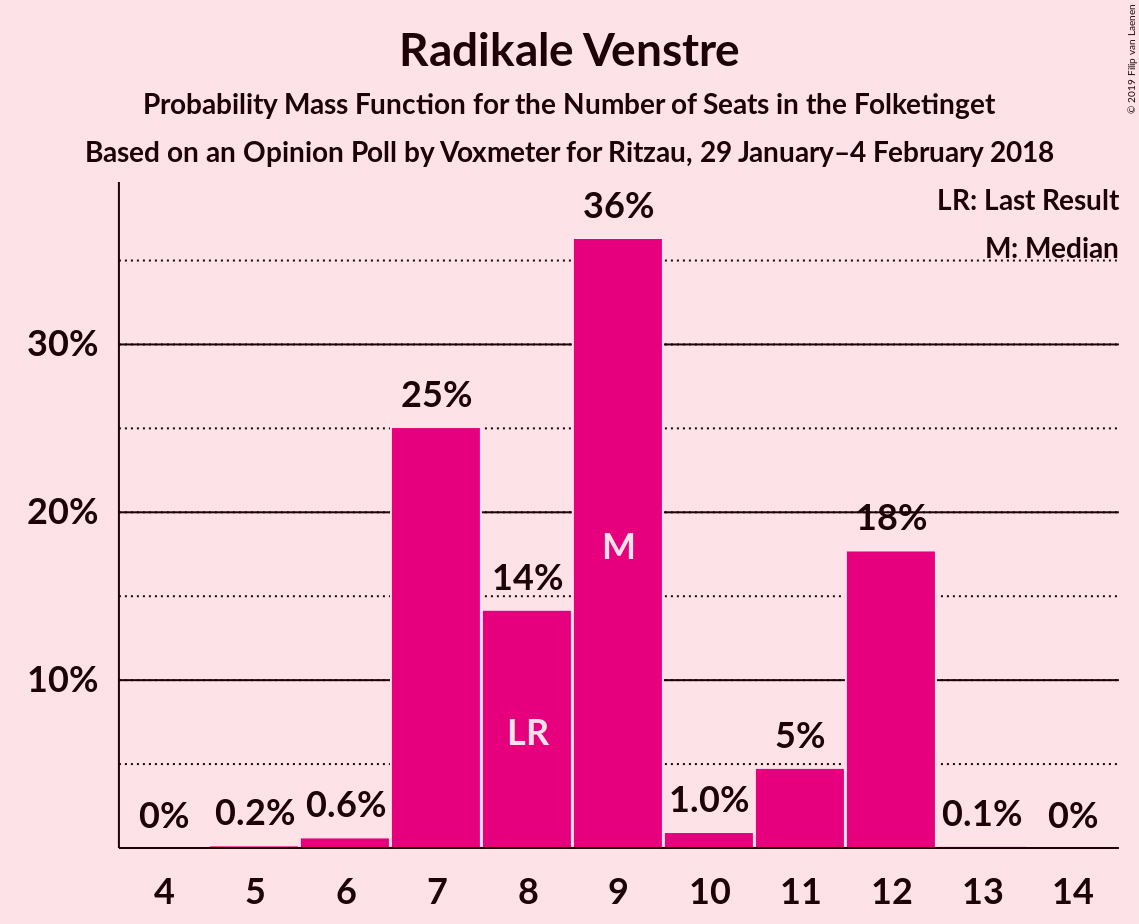 Radikale Venstre
Probability Mass Function for the Number of Seats in the Folketinget
Based on an Opinion Poll by Voxmeter for Ritzau, 29 January–4 February 2018
© 2019 Filip van Laenen
LR: Last Result
M: Median
36%
30%
25%
20%
18%
M
14%
10%
LR
5%
0%
0.2%
0.6%
1.0%
0.1%
0%
4 5 6 7 8 9 10 11 12 13 14